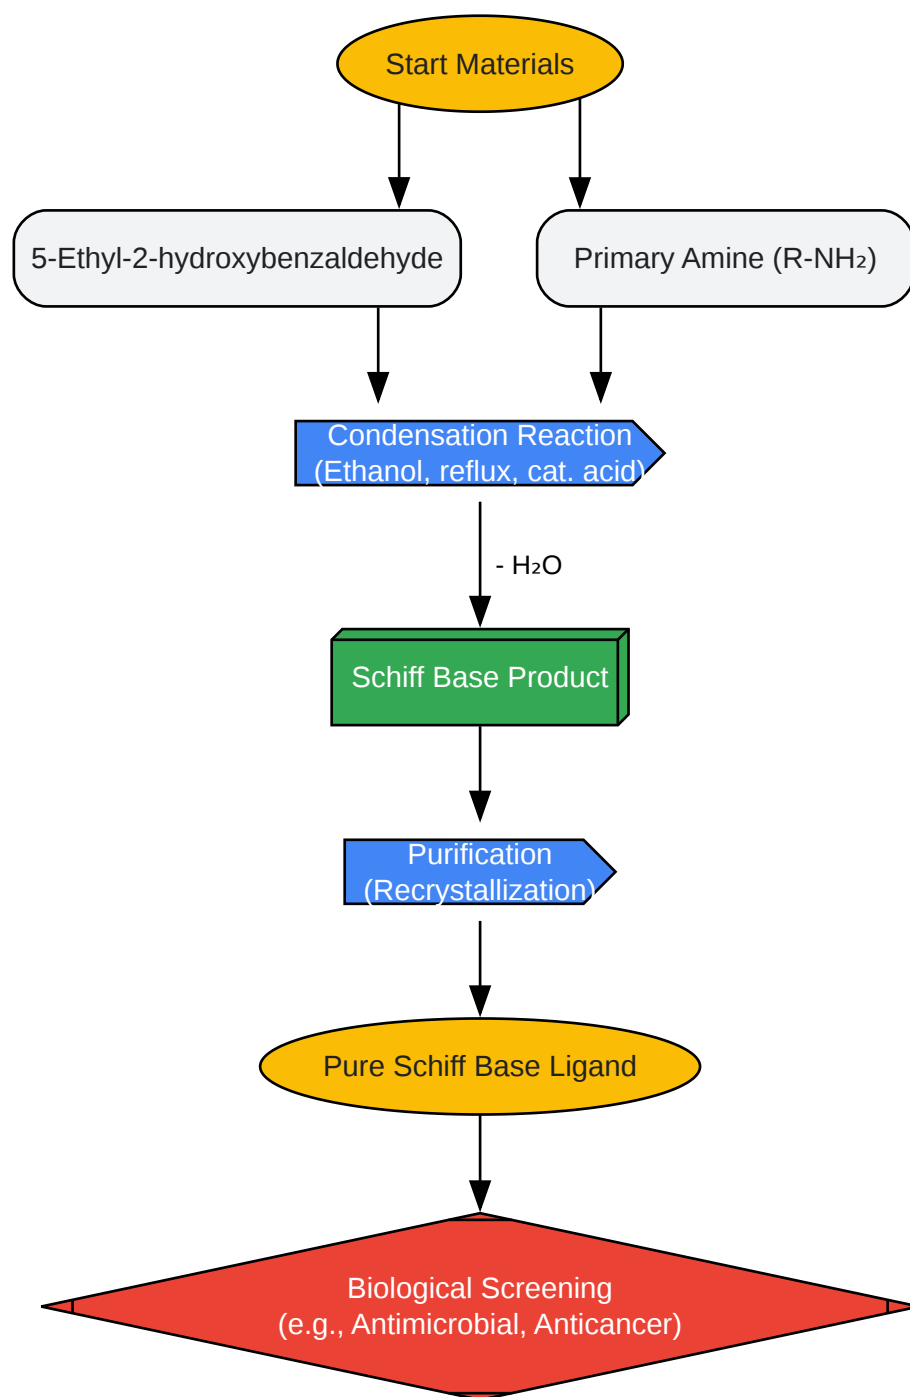 Start Materials
5-Ethyl-2-hydroxybenzaldehyde
Primary Amine (R-NH₂)
Condensation Reaction
(Ethanol, reflux, cat. acid)
- H₂O
Schiff Base Product
Purification
(Recrystallization)
Pure Schiff Base Ligand
Biological Screening
(e.g., Antimicrobial, Anticancer)